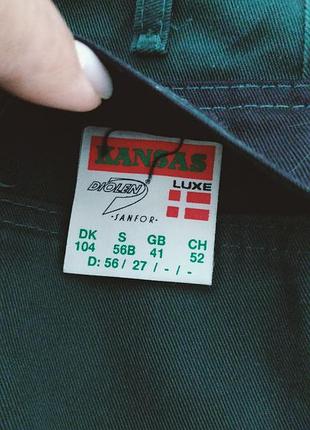 KANSAS
DIOLEN LUXE
·SANFOR·
DK S GB CH
104 56B 41 52
D: 56/27/-/-